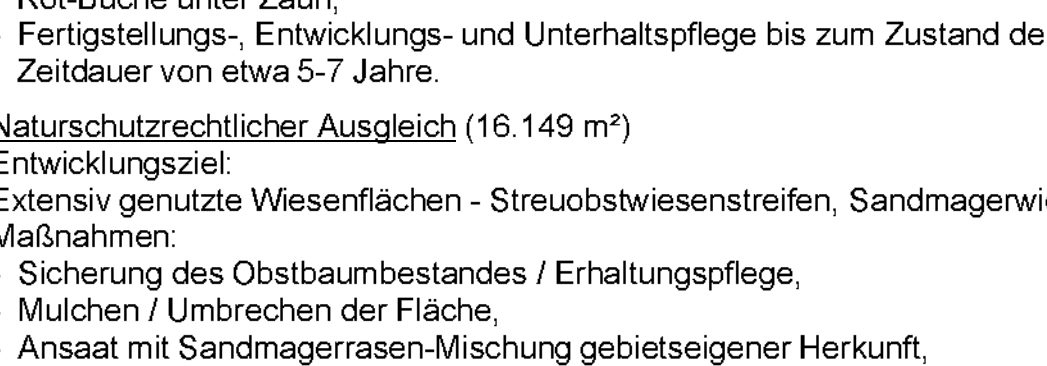 Rot-Buche unter Zaun,
- Fertigstellungs-, Entwicklungs- und Unterhaltspflege bis zum Zustand de
Zeitdauer von etwa 5-7 Jahre.
Naturschutzrechtlicher Ausgleich (16.149 m²)
Entwicklungsziel:
Extensiv genutzte Wiesenflächen - Streuobstwiesenstreifen, Sandmagerwie
Maßnahmen:
- Sicherung des Obstbaumbestandes / Erhaltungspflege,
- Mulchen / Umbrechen der Fläche,
- Ansaat mit Sandmagerrasen-Mischung gebietseigener Herkunft,